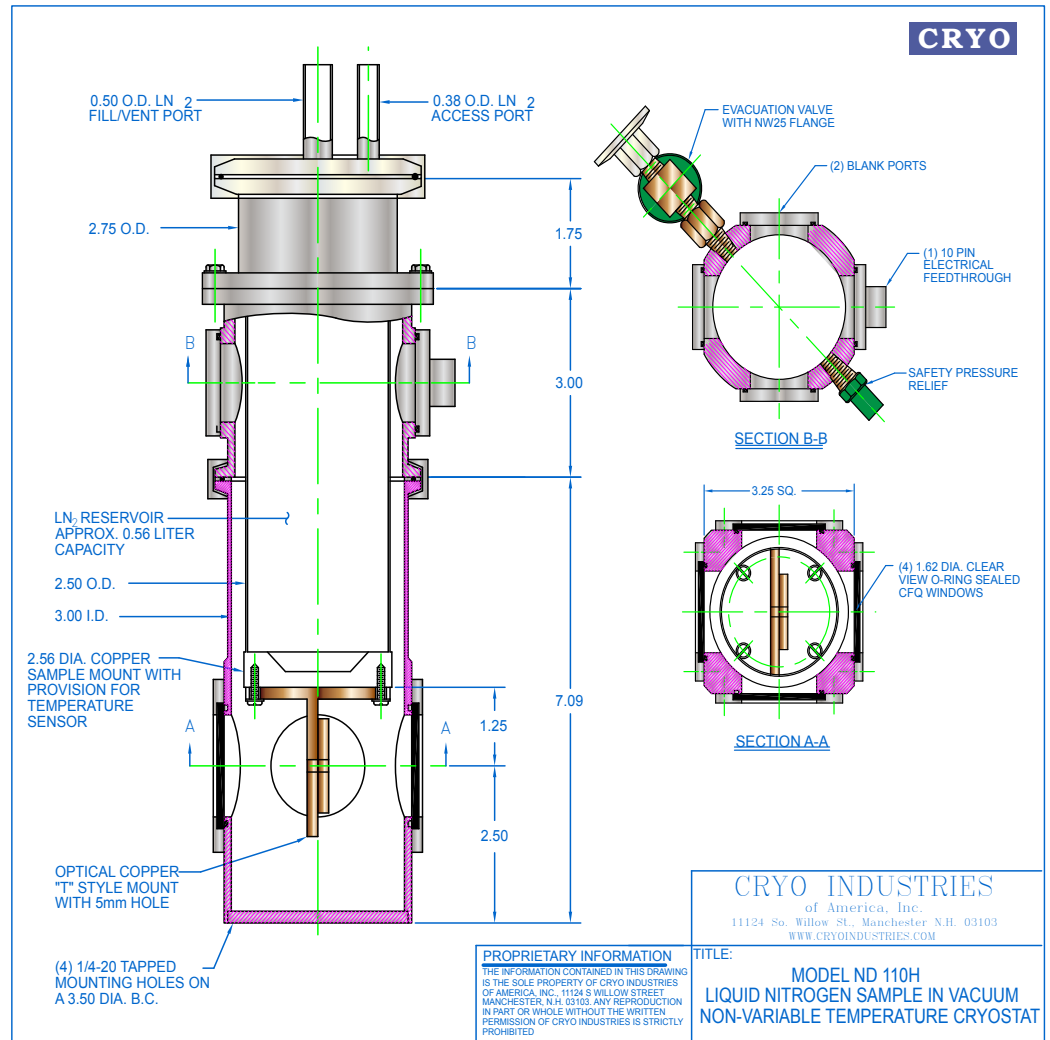 CRYO
0.50 O.D. LN 2
FILL/VENT PORT
0.38 O.D. LN 2
ACCESS PORT
2.75 O.D.
1.75
B
B
3.00
LN2 RESERVOIR
APPROX. 0.56 LITER
CAPACITY
2.50 O.D.
3.00 I.D.
2.56 DIA. COPPER
SAMPLE MOUNT WITH
PROVISION FOR
TEMPERATURE
SENSOR
7.09
1.25
A
A
2.50
OPTICAL COPPER
"T" STYLE MOUNT
WITH 5mm HOLE
(4) 1/4-20 TAPPED
MOUNTING HOLES ON
A 3.50 DIA. B.C.
EVACUATION VALVE
WITH NW25 FLANGE
(2) BLANK PORTS
(1) 10 PIN
ELECTRICAL
FEEDTHROUGH
SAFETY PRESSURE
RELIEF
SECTION B-B
3.25 SQ.
(4) 1.62 DIA. CLEAR
VIEW O-RING SEALED
CFQ WINDOWS
SECTION A-A
PROPRIETARY INFORMATION
THE INFORMATION CONTAINED IN THIS DRAWING
IS THE SOLE PROPERTY OF CRYO INDUSTRIES
OF AMERICA, INC., 11124 S WILLOW STREET
MANCHESTER, N.H. 03103. ANY REPRODUCTION
IN PART OR WHOLE WITHOUT THE WRITTEN
PERMISSION OF CRYO INDUSTRIES IS STRICTLY
PROHIBITED
CRYO INDUSTRIES
of America, Inc.
11124 So. Willow St., Manchester N.H. 03103
WWW.CRYOINDUSTRIES.COM
TITLE:
MODEL ND 110H
LIQUID NITROGEN SAMPLE IN VACUUM
NON-VARIABLE TEMPERATURE CRYOSTAT